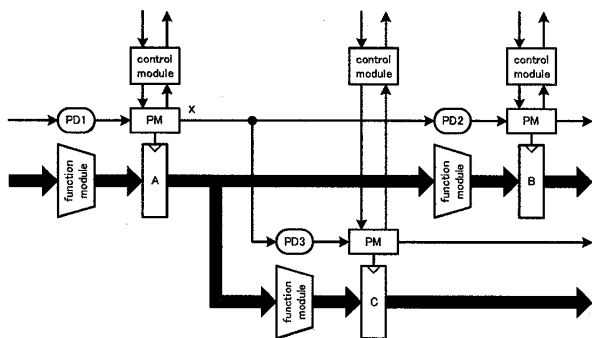 control
module
control
module
control
module
X
PD1
PM
PD2
PM
function
module
A
function
module
B
PD3
PM
function
module
C